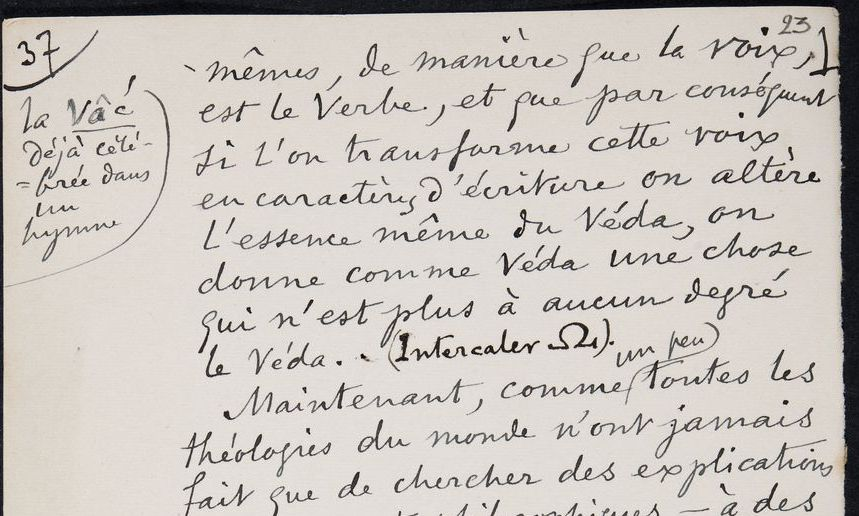 23
37
mêmes, de manière que la voix,
est le Verbe, et que par conséquent
si l'on transforme cette voix
en caractères d'écriture on altère
l'essence même du Véda, on
donne comme Véda une chose
qui n'est plus à aucun degré
le Véda. . (Intercaler Ω1).
un peu
Maintenant, comme toutes les
théologies du monde n'ont jamais
fait que de chercher des explications
— à des
la Vâć
déjà célé-
=brée dans
un
hymne